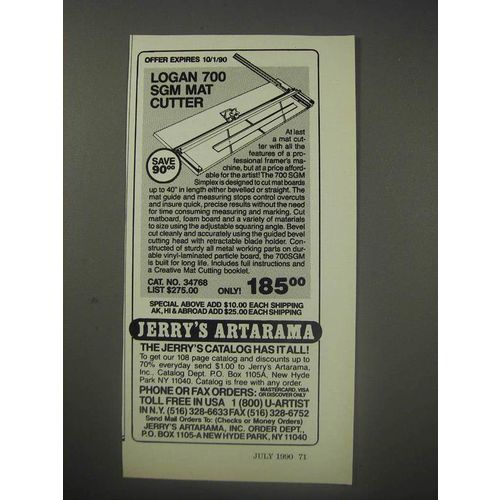 OFFER EXPIRES 10/1/90
LOGAN 700
SGM MAT
CUTTER
SAVE
90⁰⁰
At last
a mat cut-
ter with all the
features of a pro-
fessional framer's ma-
chine, but at a price afford-
able for the artist! The 700 SGM
Simplex is designed to cut mat boards
up to 40" in length either bevelled or straight. The
mat guide and measuring stops control overcuts
and insure quick, precise results without the need
for time consuming measuring and marking. Cut
matboard, foam board and a variety of materials
to size using the adjustable squaring angle. Bevel
cut cleanly and accurately using the guided bevel
cutting head with retractable blade holder. Con-
structed of sturdy all metal working parts on dur-
able vinyl-laminated particle board, the 700SGM
is built for long life. Includes full instructions and
a Creative Mat Cutting booklet.
CAT. NO. 34768
LIST $275.00 ONLY! 185⁰⁰
SPECIAL ABOVE ADD $10.00 EACH SHIPPING
AK, HI & ABROAD ADD $25.00 EACH SHIPPING
JERRY'S ARTARAMA
THE JERRY'S CATALOG HAS IT ALL!
To get our 108 page catalog and discounts up to
70% everyday send $1.00 to Jerry's Artarama,
Inc., Catalog Dept. P.O. Box 1105A, New Hyde
Park NY 11040. Catalog is free with any order.
PHONE OR FAX ORDERS: MASTERCARD, VISA
OR DISCOVER ONLY
TOLL FREE IN USA 1 (800) U-ARTIST
IN N.Y. (516) 328-6633 FAX (516) 328-6752
Send Mail Orders To: (Checks or Money Orders)
JERRY'S ARTARAMA, INC. ORDER DEPT.,
P.O. BOX 1105-A NEW HYDE PARK, NY 11040
JULY 1990 71